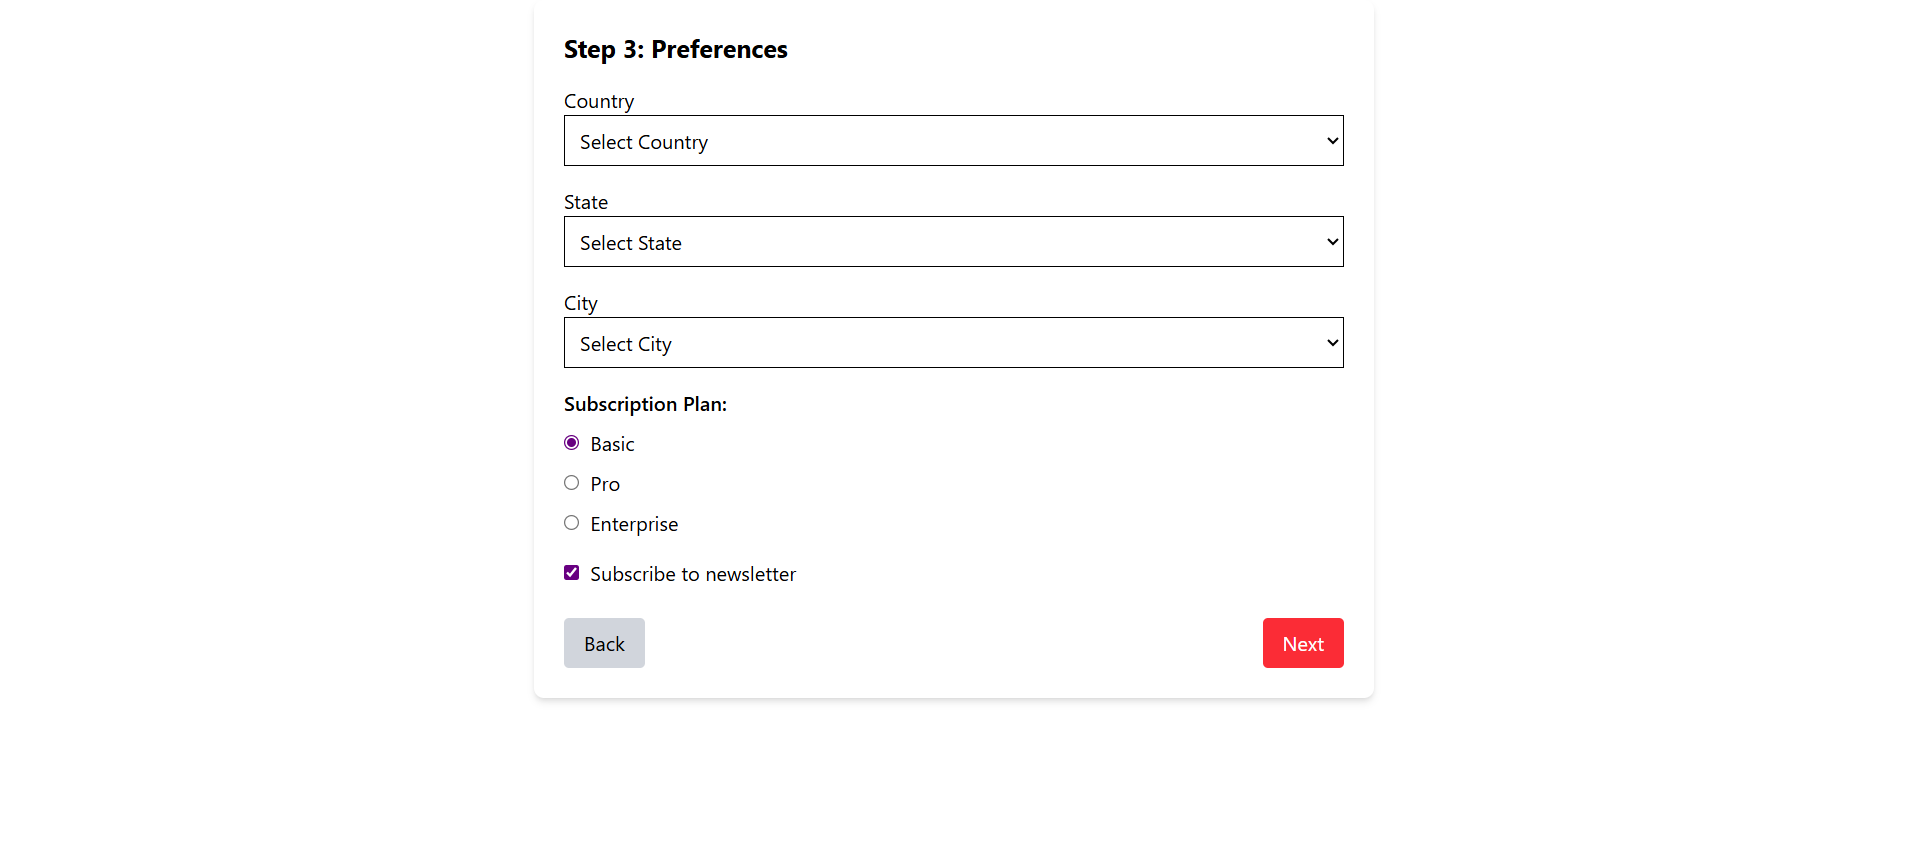 Step 3: Preferences
Country
Select Country
State
Select State
City
Select City
Subscription Plan:
Basic
Pro
Enterprise
Subscribe to newsletter
Back
Next